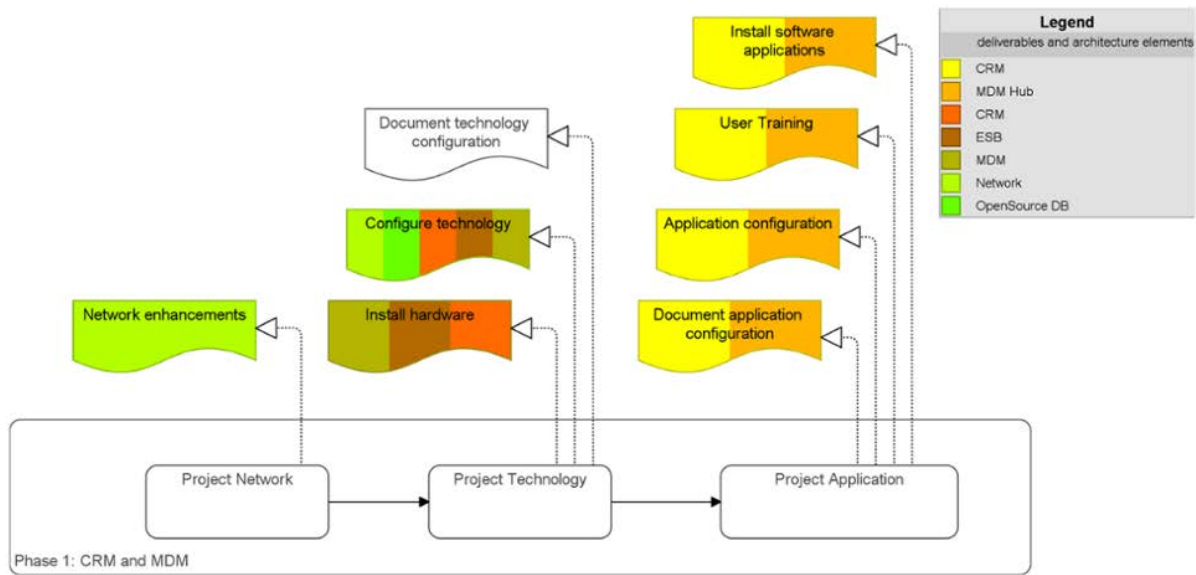 Legend
deliverables and architecture elements
CRM
MDM Hub
CRM
ESB
MDM
Network
OpenSource DB
Install software
applications
Document technology
configuration
User Training
Configure technology
Application configuration
Network enhancements
Install hardware
Document application
configuration
Project Network
Project Technology
Project Application
Phase 1: CRM and MDM